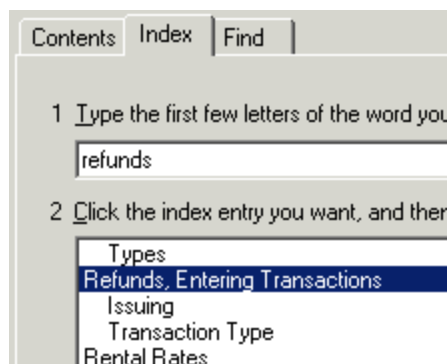 Contents Index Find
1 Type the first few letters of the word you
refunds
2 Click the index entry you want, and then
Types
Refunds, Entering Transactions
Issuing
Transaction Type
Rental Rates